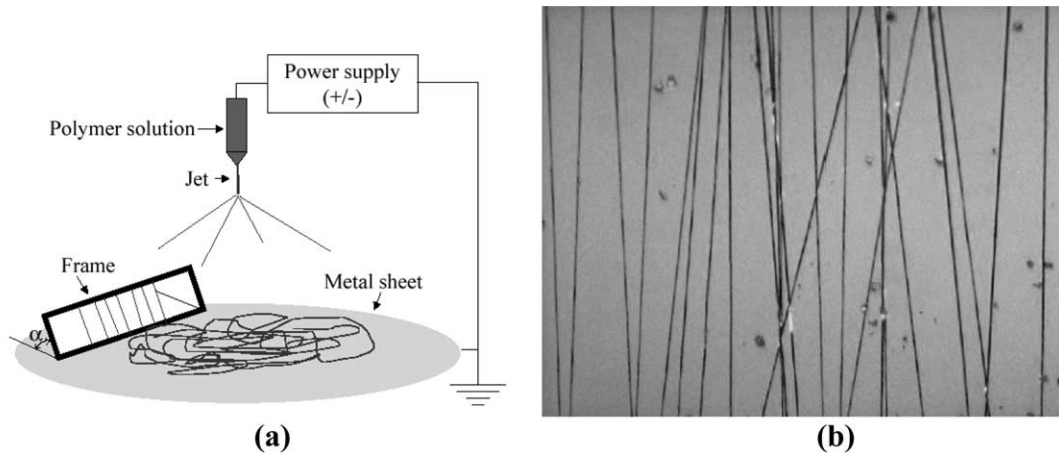 Power supply
(+/-)
Polymer solution
Jet
Frame
Metal sheet
α
(a)
(b)